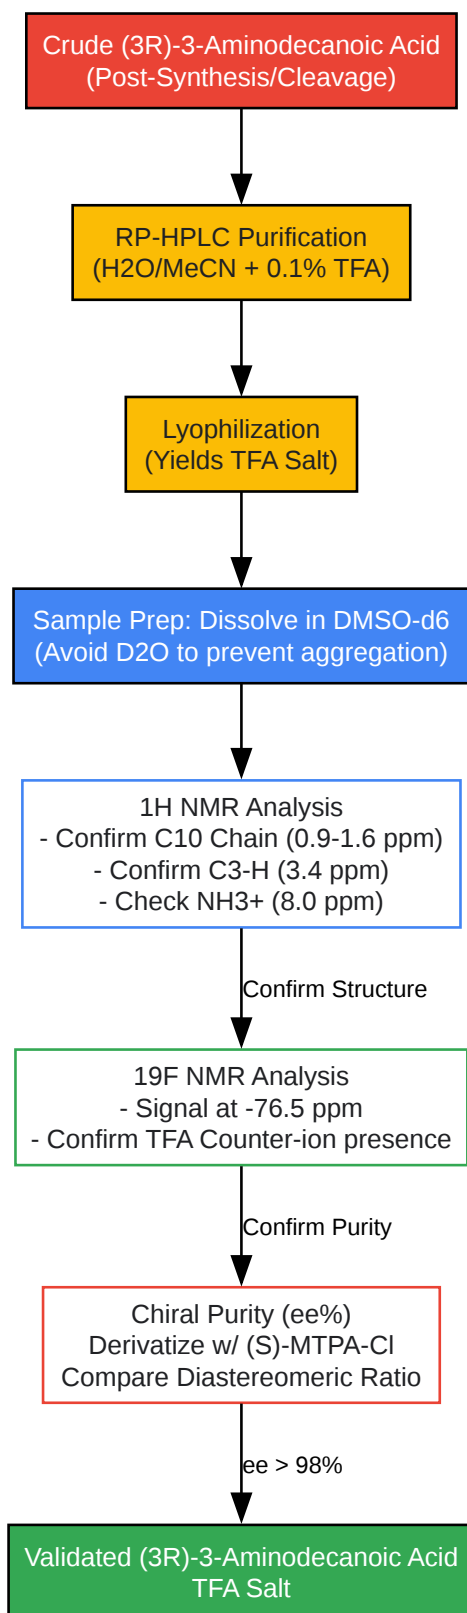 Crude (3R)-3-Aminodecanoic Acid
(Post-Synthesis/Cleavage)
RP-HPLC Purification
(H2O/MeCN + 0.1% TFA)
Lyophilization
(Yields TFA Salt)
Sample Prep: Dissolve in DMSO-d6
(Avoid D2O to prevent aggregation)
1H NMR Analysis
- Confirm C10 Chain (0.9-1.6 ppm)
- Confirm C3-H (3.4 ppm)
- Check NH3+ (8.0 ppm)
Confirm Structure
19F NMR Analysis
- Signal at -76.5 ppm
- Confirm TFA Counter-ion presence
Confirm Purity
Chiral Purity (ee%)
Derivatize w/ (S)-MTPA-Cl
Compare Diastereomeric Ratio
ee > 98%
Validated (3R)-3-Aminodecanoic Acid
TFA Salt